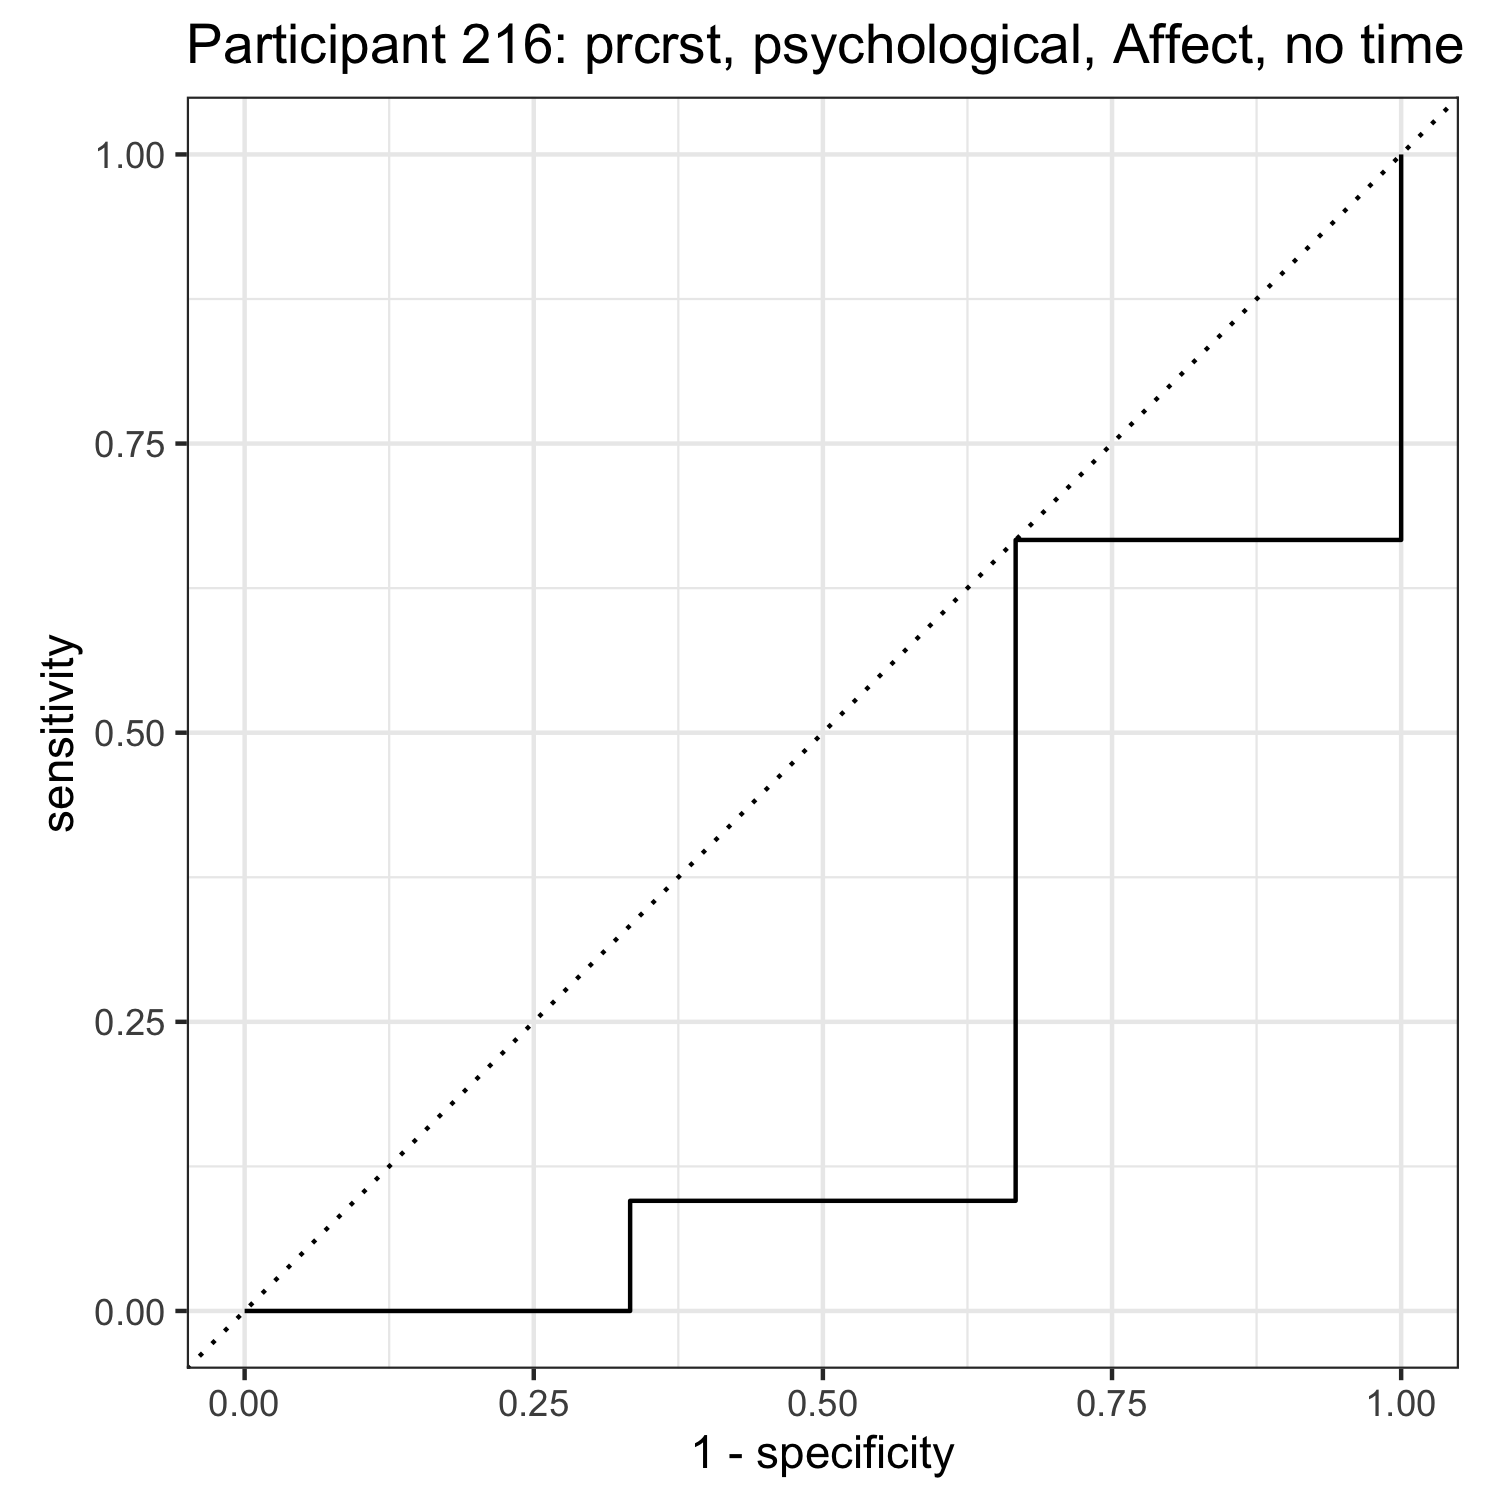 Participant 216: prcrst, psychological, Affect, no time
1.00
0.75
0.50
0.25
0.00
sensitivity
0.00 0.25 0.50 0.75 1.00
1 - specificity